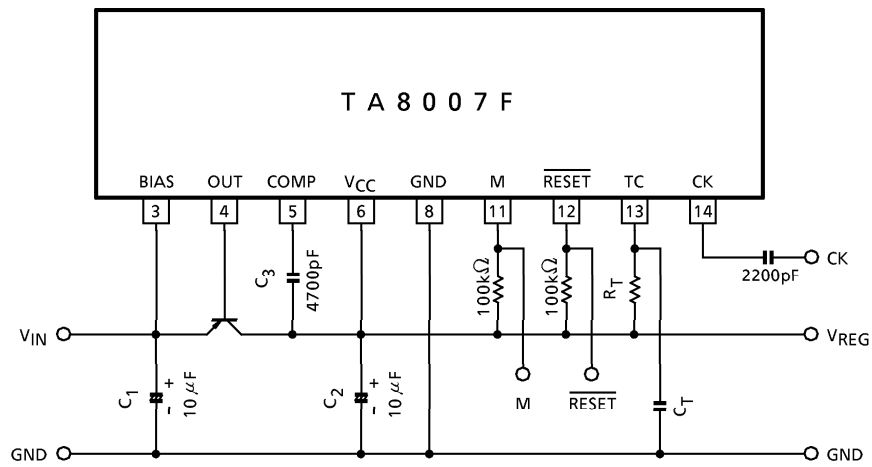 TA8007F
BIAS OUT COMP VCC GND M RESET TC CK
3 4 5 6 8 11 12 13 14
C3 4700pF 100kΩ 100kΩ RT 2200pF CK
VIN VREG
C1 + - 10μF C2 + - 10μF M RESET CT
GND GND